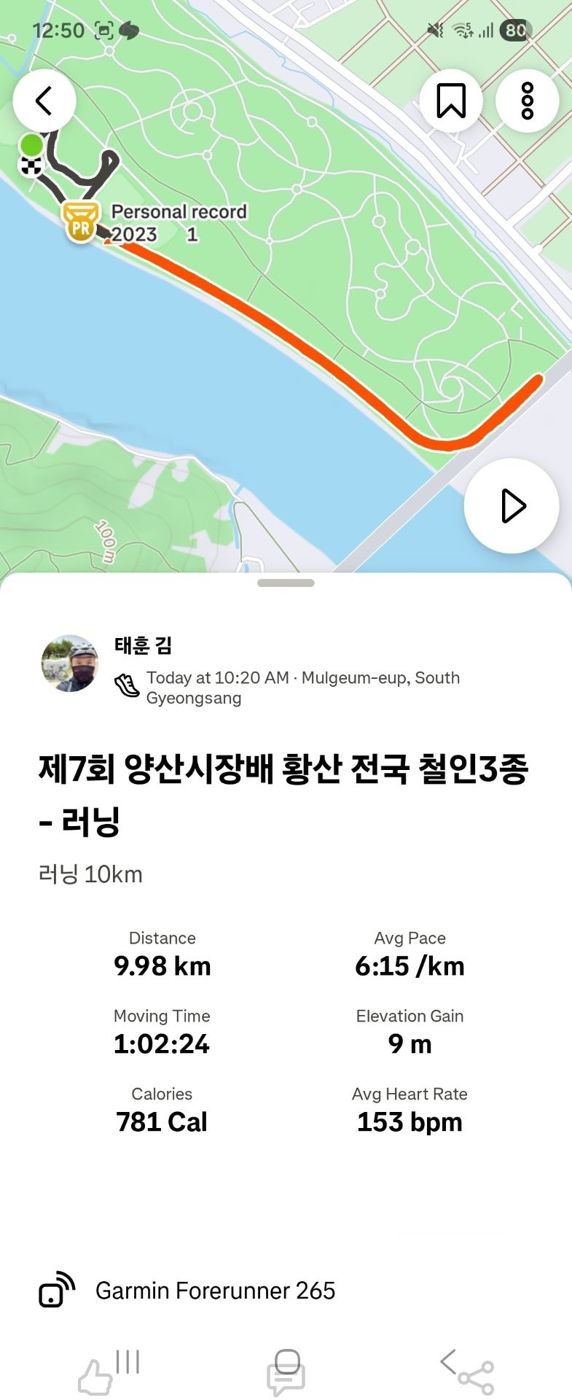 12:50
80
Personal record
2023 1
PR
100 m
태훈 김
Today at 10:20 AM · Mulgeum-eup, South
Gyeongsang
제7회 양산시장배 황산 전국 철인3종
- 러닝
러닝 10km
Distance
Avg Pace
9.98 km
6:15 /km
Moving Time
Elevation Gain
1:02:24
9 m
Calories
Avg Heart Rate
781 Cal
153 bpm
Garmin Forerunner 265